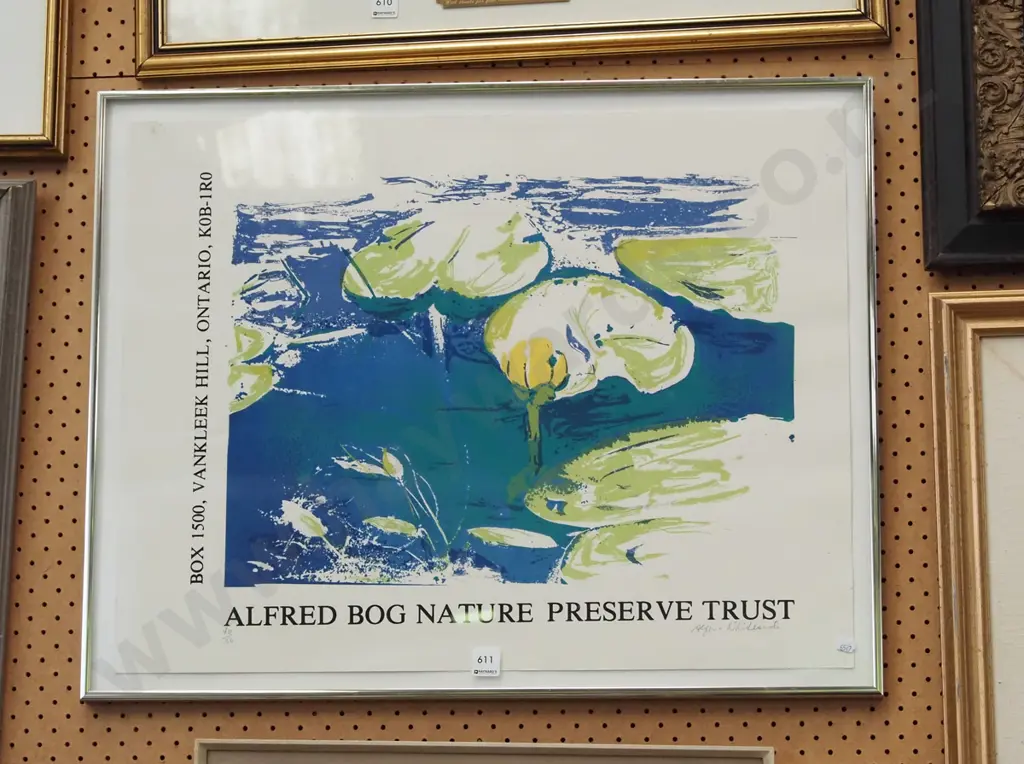 610
BOX 1500, VANKLEEK HILL, ONTARIO, K0B-1R0
ALFRED BOG NATURE PRESERVE TRUST
611